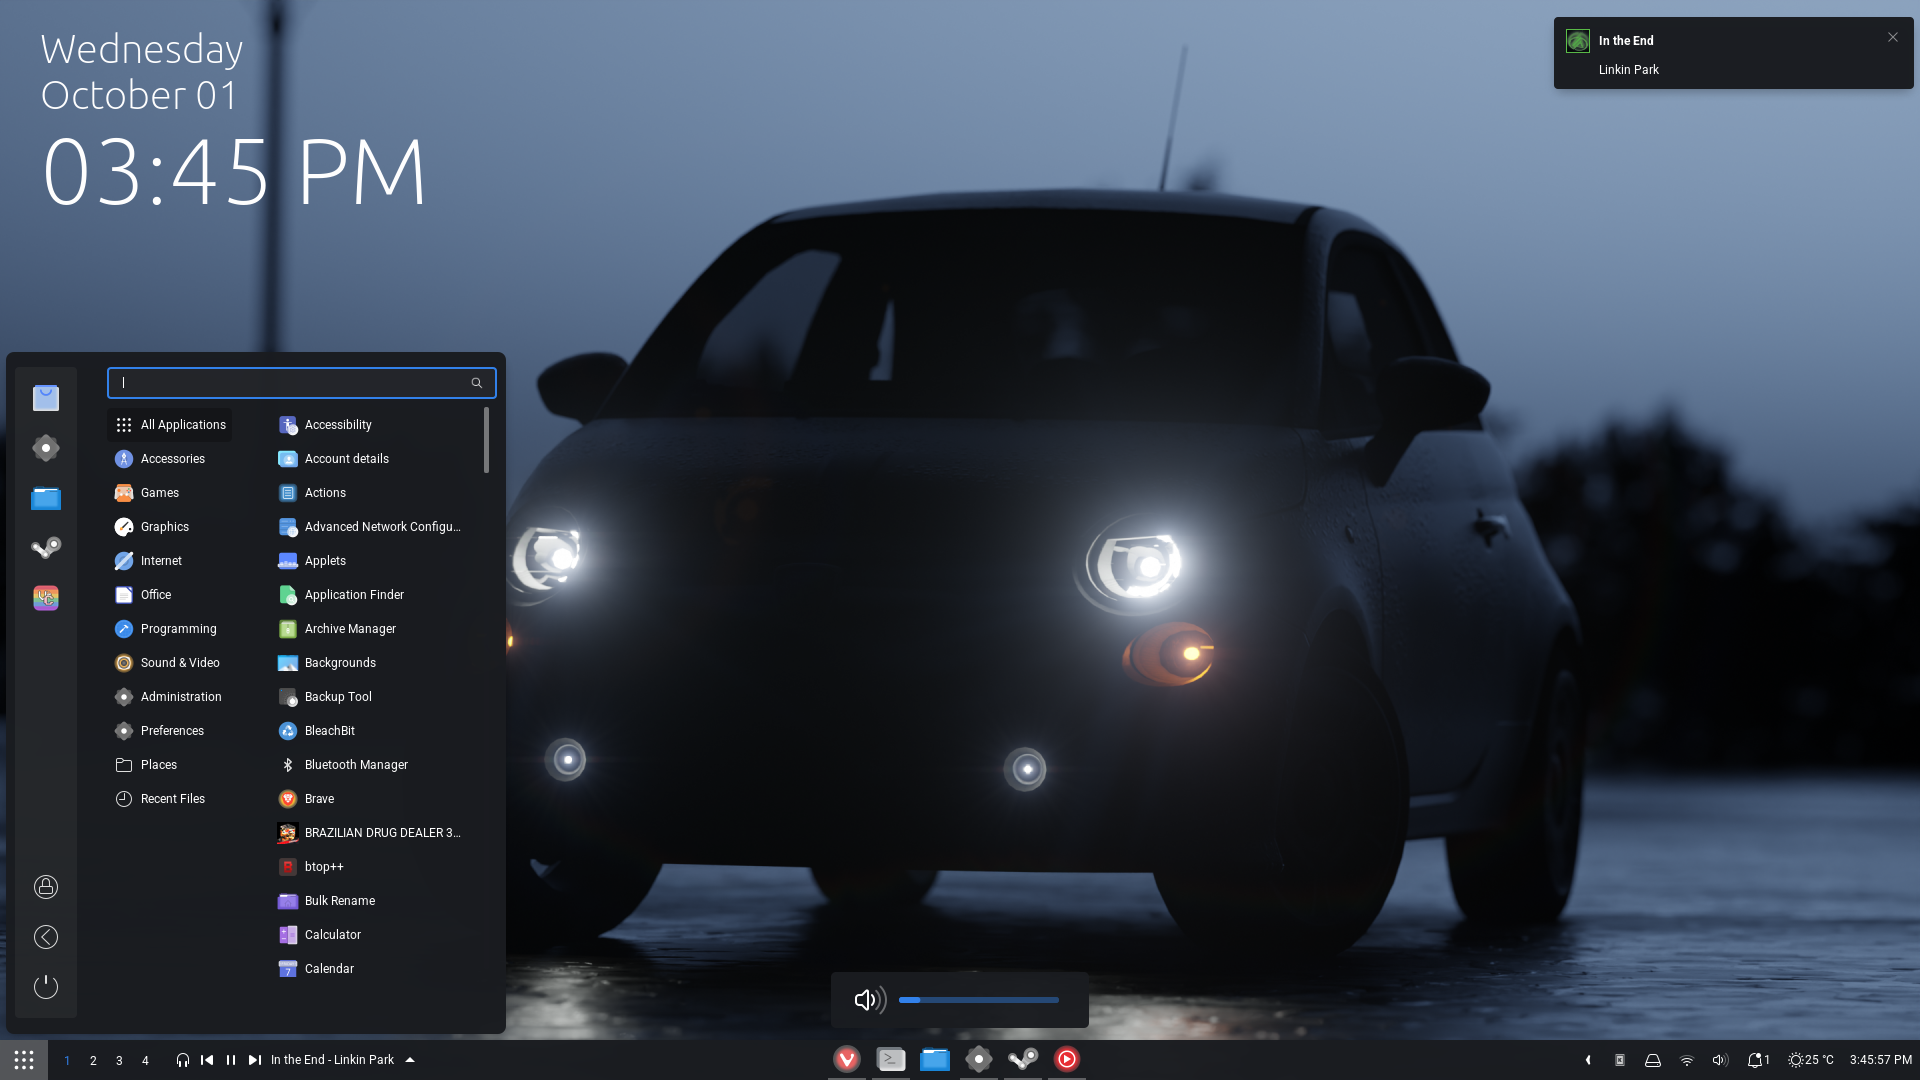 Wednesday
October 01
03:45 PM
In the End
Linkin Park
All Applications
Accessories
Games
Graphics
Internet
Office
Programming
Sound & Video
Administration
Preferences
Places
Recent Files
Accessibility
Account details
Actions
Advanced Network Configu...
Applets
Application Finder
Archive Manager
Backgrounds
Backup Tool
BleachBit
Bluetooth Manager
Brave
BRAZILIAN DRUG DEALER 3...
btop++
Bulk Rename
Calculator
Calendar
1 2 3 4 In the End - Linkin Park
1 25 °C 3:45:57 PM